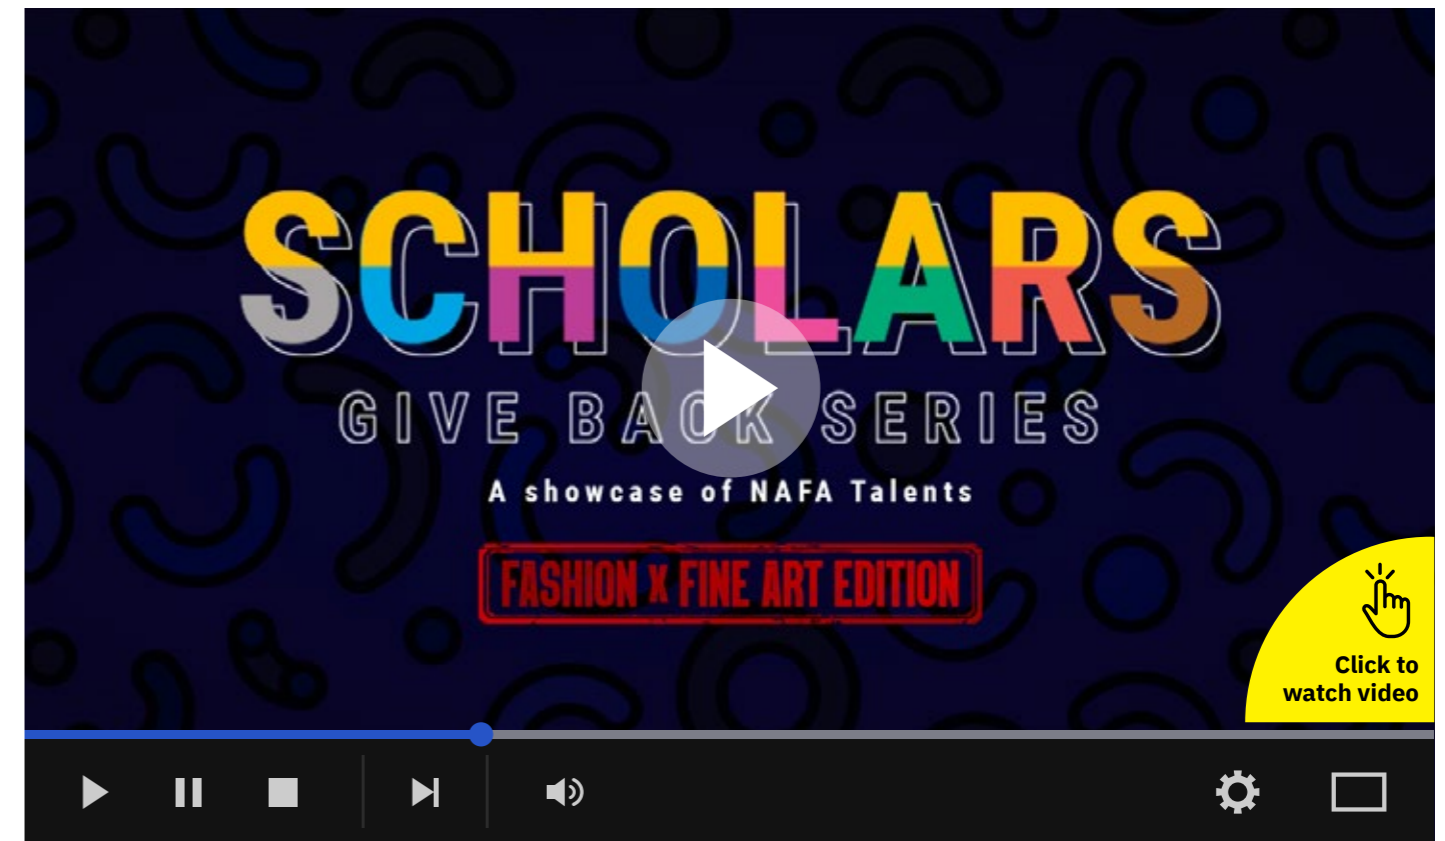 SCHOLARS
GIVE BACK SERIES
A showcase of NAFA Talents
FASHION X FINE ART EDITION
Click to
watch video